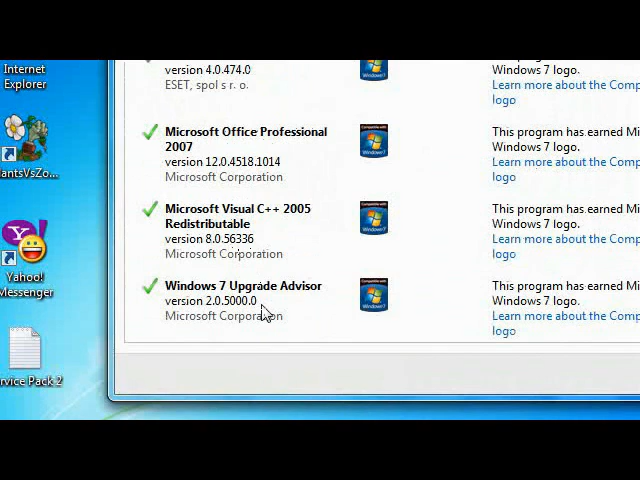 Internet
Explorer
antsVsZo...
Yahoo!
Messenger
rvice Pack 2
version 4.0.474.0
ESET, spol s r. o.
Windows 7 logo.
Learn more about the Comp
logo
Microsoft Office Professional
2007
version 12.0.4518.1014
Microsoft Corporation
This program has earned Mi
Windows 7 logo.
Learn more about the Comp
logo
Microsoft Visual C++ 2005
Redistributable
version 8.0.56336
Microsoft Corporation
This program has earned Mi
Windows 7 logo.
Learn more about the Comp
logo
Windows 7 Upgrade Advisor
version 2.0.5000.0
Microsoft Corporation
This program has earned Mi
Windows 7 logo.
Learn more about the Comp
logo